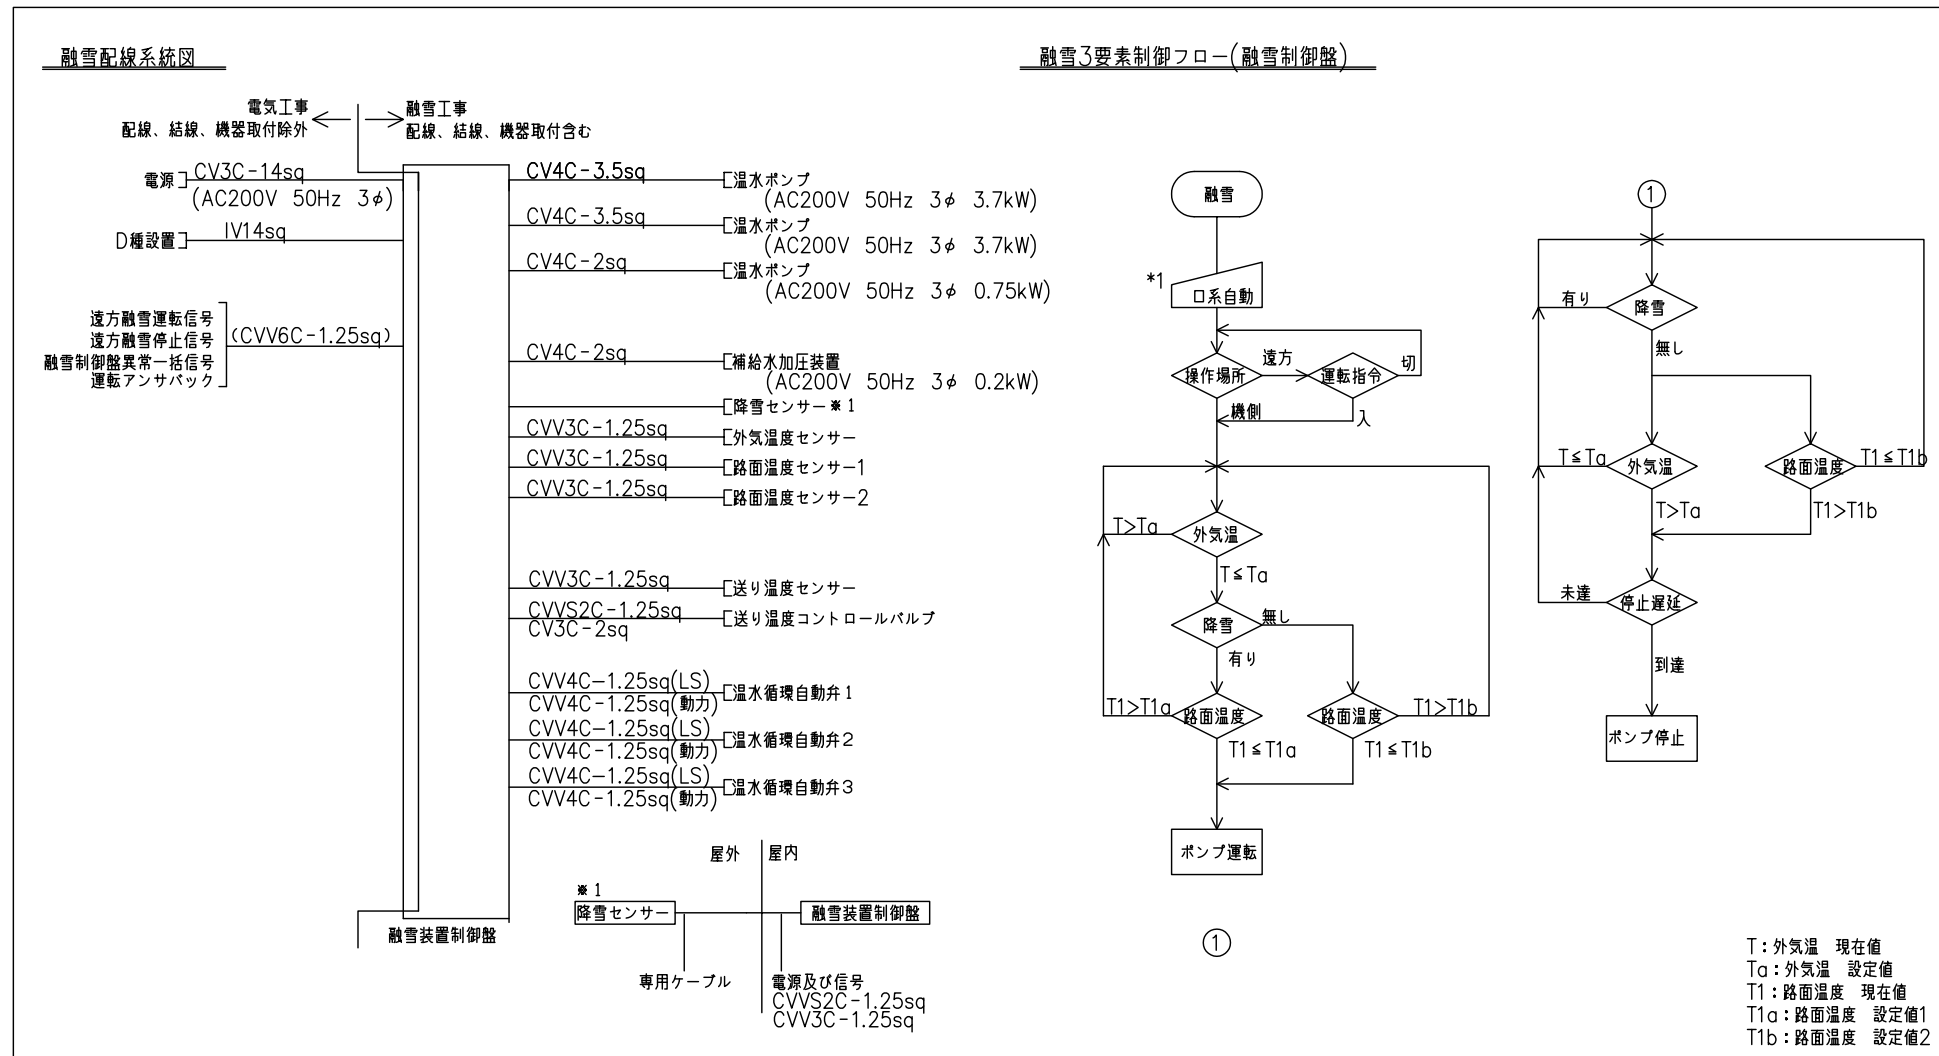 融雪配線系統図
電気工事
配線、結線、機器取付除外
融雪工事
配線、結線、機器取付含む
電源
CV3C-14sq
(AC200V 50Hz 3φ)
D種設置
IV14sq
遠方融雪運転信号
遠方融雪停止信号
融雪制御盤異常一括信号
運転アンサバック
(CVV6C-1.25sq)
CV4C-3.5sq
温水ポンプ
(AC200V 50Hz 3φ 3.7kW)
CV4C-3.5sq
温水ポンプ
(AC200V 50Hz 3φ 3.7kW)
CV4C-2sq
温水ポンプ
(AC200V 50Hz 3φ 0.75kW)
CV4C-2sq
補給水加圧装置
(AC200V 50Hz 3φ 0.2kW)
降雪センサー※1
CVV3C-1.25sq
外気温度センサー
CVV3C-1.25sq
路面温度センサー1
CVV3C-1.25sq
路面温度センサー2
CVV3C-1.25sq
送り温度センサー
CVVS2C-1.25sq
CV3C-2sq
送り温度コントロールバルブ
CVV4C-1.25sq(LS)
CVV4C-1.25sq(動力)
温水循環自動弁1
CVV4C-1.25sq(LS)
CVV4C-1.25sq(動力)
温水循環自動弁2
CVV4C-1.25sq(LS)
CVV4C-1.25sq(動力)
温水循環自動弁3
融雪装置制御盤
屋外
屋内
※1
降雪センサー
融雪装置制御盤
専用ケーブル
電源及び信号
CVVS2C-1.25sq
CVV3C-1.25sq
融雪3要素制御フロー(融雪制御盤)
融雪
*1
ロ系自動
操作場所
遠方
運転指令
切
機側
入
T>Ta
外気温
T≦Ta
降雪
無し
有り
T1>T1a
路面温度
路面温度
T1>T1b
T1≦T1a
T1≦T1b
ポンプ運転
①
①
有り
降雪
無し
T≦Ta
外気温
路面温度
T1≦T1b
T>Ta
T1>T1b
未達
停止遅延
到達
ポンプ停止
T:外気温 現在値
Ta:外気温 設定値
T1:路面温度 現在値
T1a:路面温度 設定値1
T1b:路面温度 設定値2